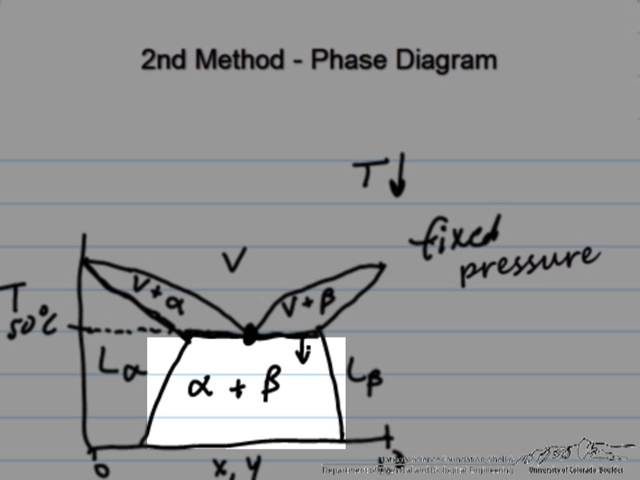 2nd Method - Phase Diagram
T↓
fixed
pressure
V
V + α
V + β
T
50°C
Lα
α + β
Lβ
0
x, y
University of Colorado Boulder